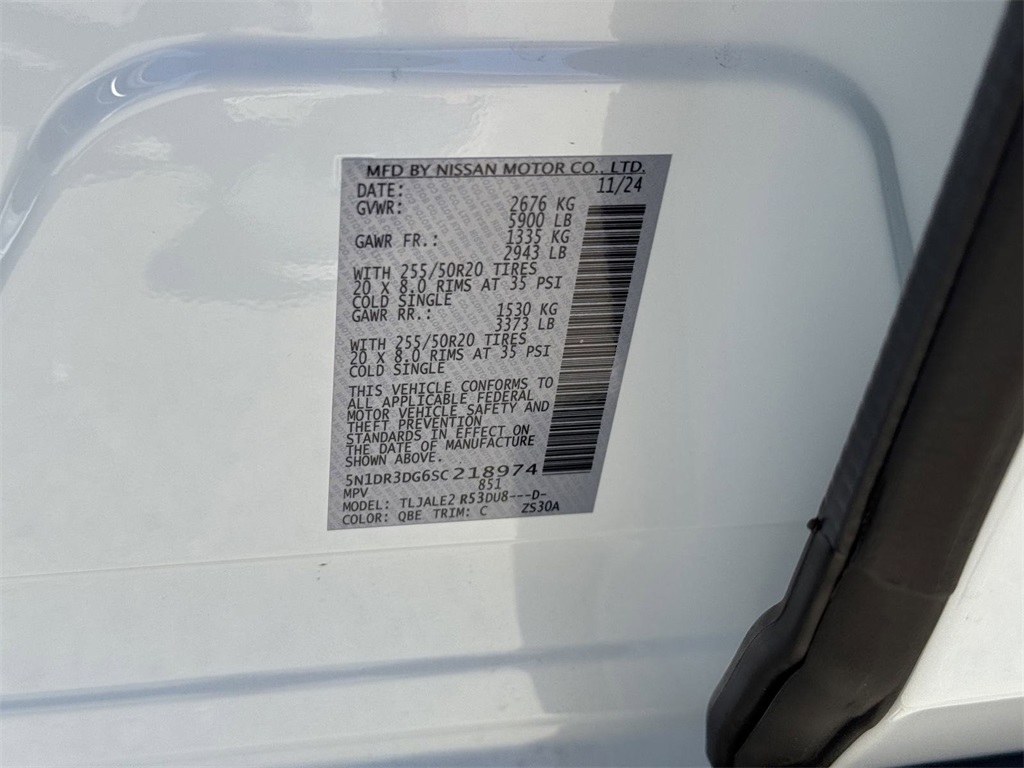 MFD BY NISSAN MOTOR CO., LTD.
DATE: 11/24
GVWR: 2676 KG
5900 LB
GAWR FR.: 1335 KG
2943 LB
WITH 255/50R20 TIRES
20 X 8.0 RIMS AT 35 PSI
COLD SINGLE
GAWR RR.: 1530 KG
3373 LB
WITH 255/50R20 TIRES
20 X 8.0 RIMS AT 35 PSI
COLD SINGLE
THIS VEHICLE CONFORMS TO
ALL APPLICABLE FEDERAL
MOTOR VEHICLE SAFETY AND
THEFT PREVENTION
STANDARDS IN EFFECT ON
THE DATE OF MANUFACTURE
SHOWN ABOVE.
5N1DR3DG6SC218974
MPV 851
MODEL: TLJALE2 R53DU8---D-
COLOR: QBE TRIM: C ZS30A